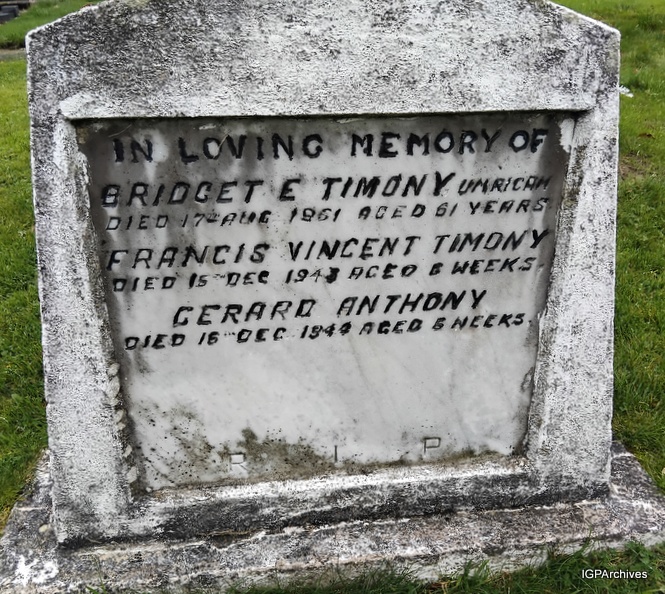 IN LOVING MEMORY OF
BRIDGET E TIMONY UMRICAM
DIED 17TH AUG 1961 AGED 61 YEARS
FRANCIS VINCENT TIMONY
DIED 15TH DEC 1943 AGED 6 WEEKS.
GERARD ANTHONY
DIED 16TH DEC 1944 AGED 6 WEEKS.
R I P
IGPArchives